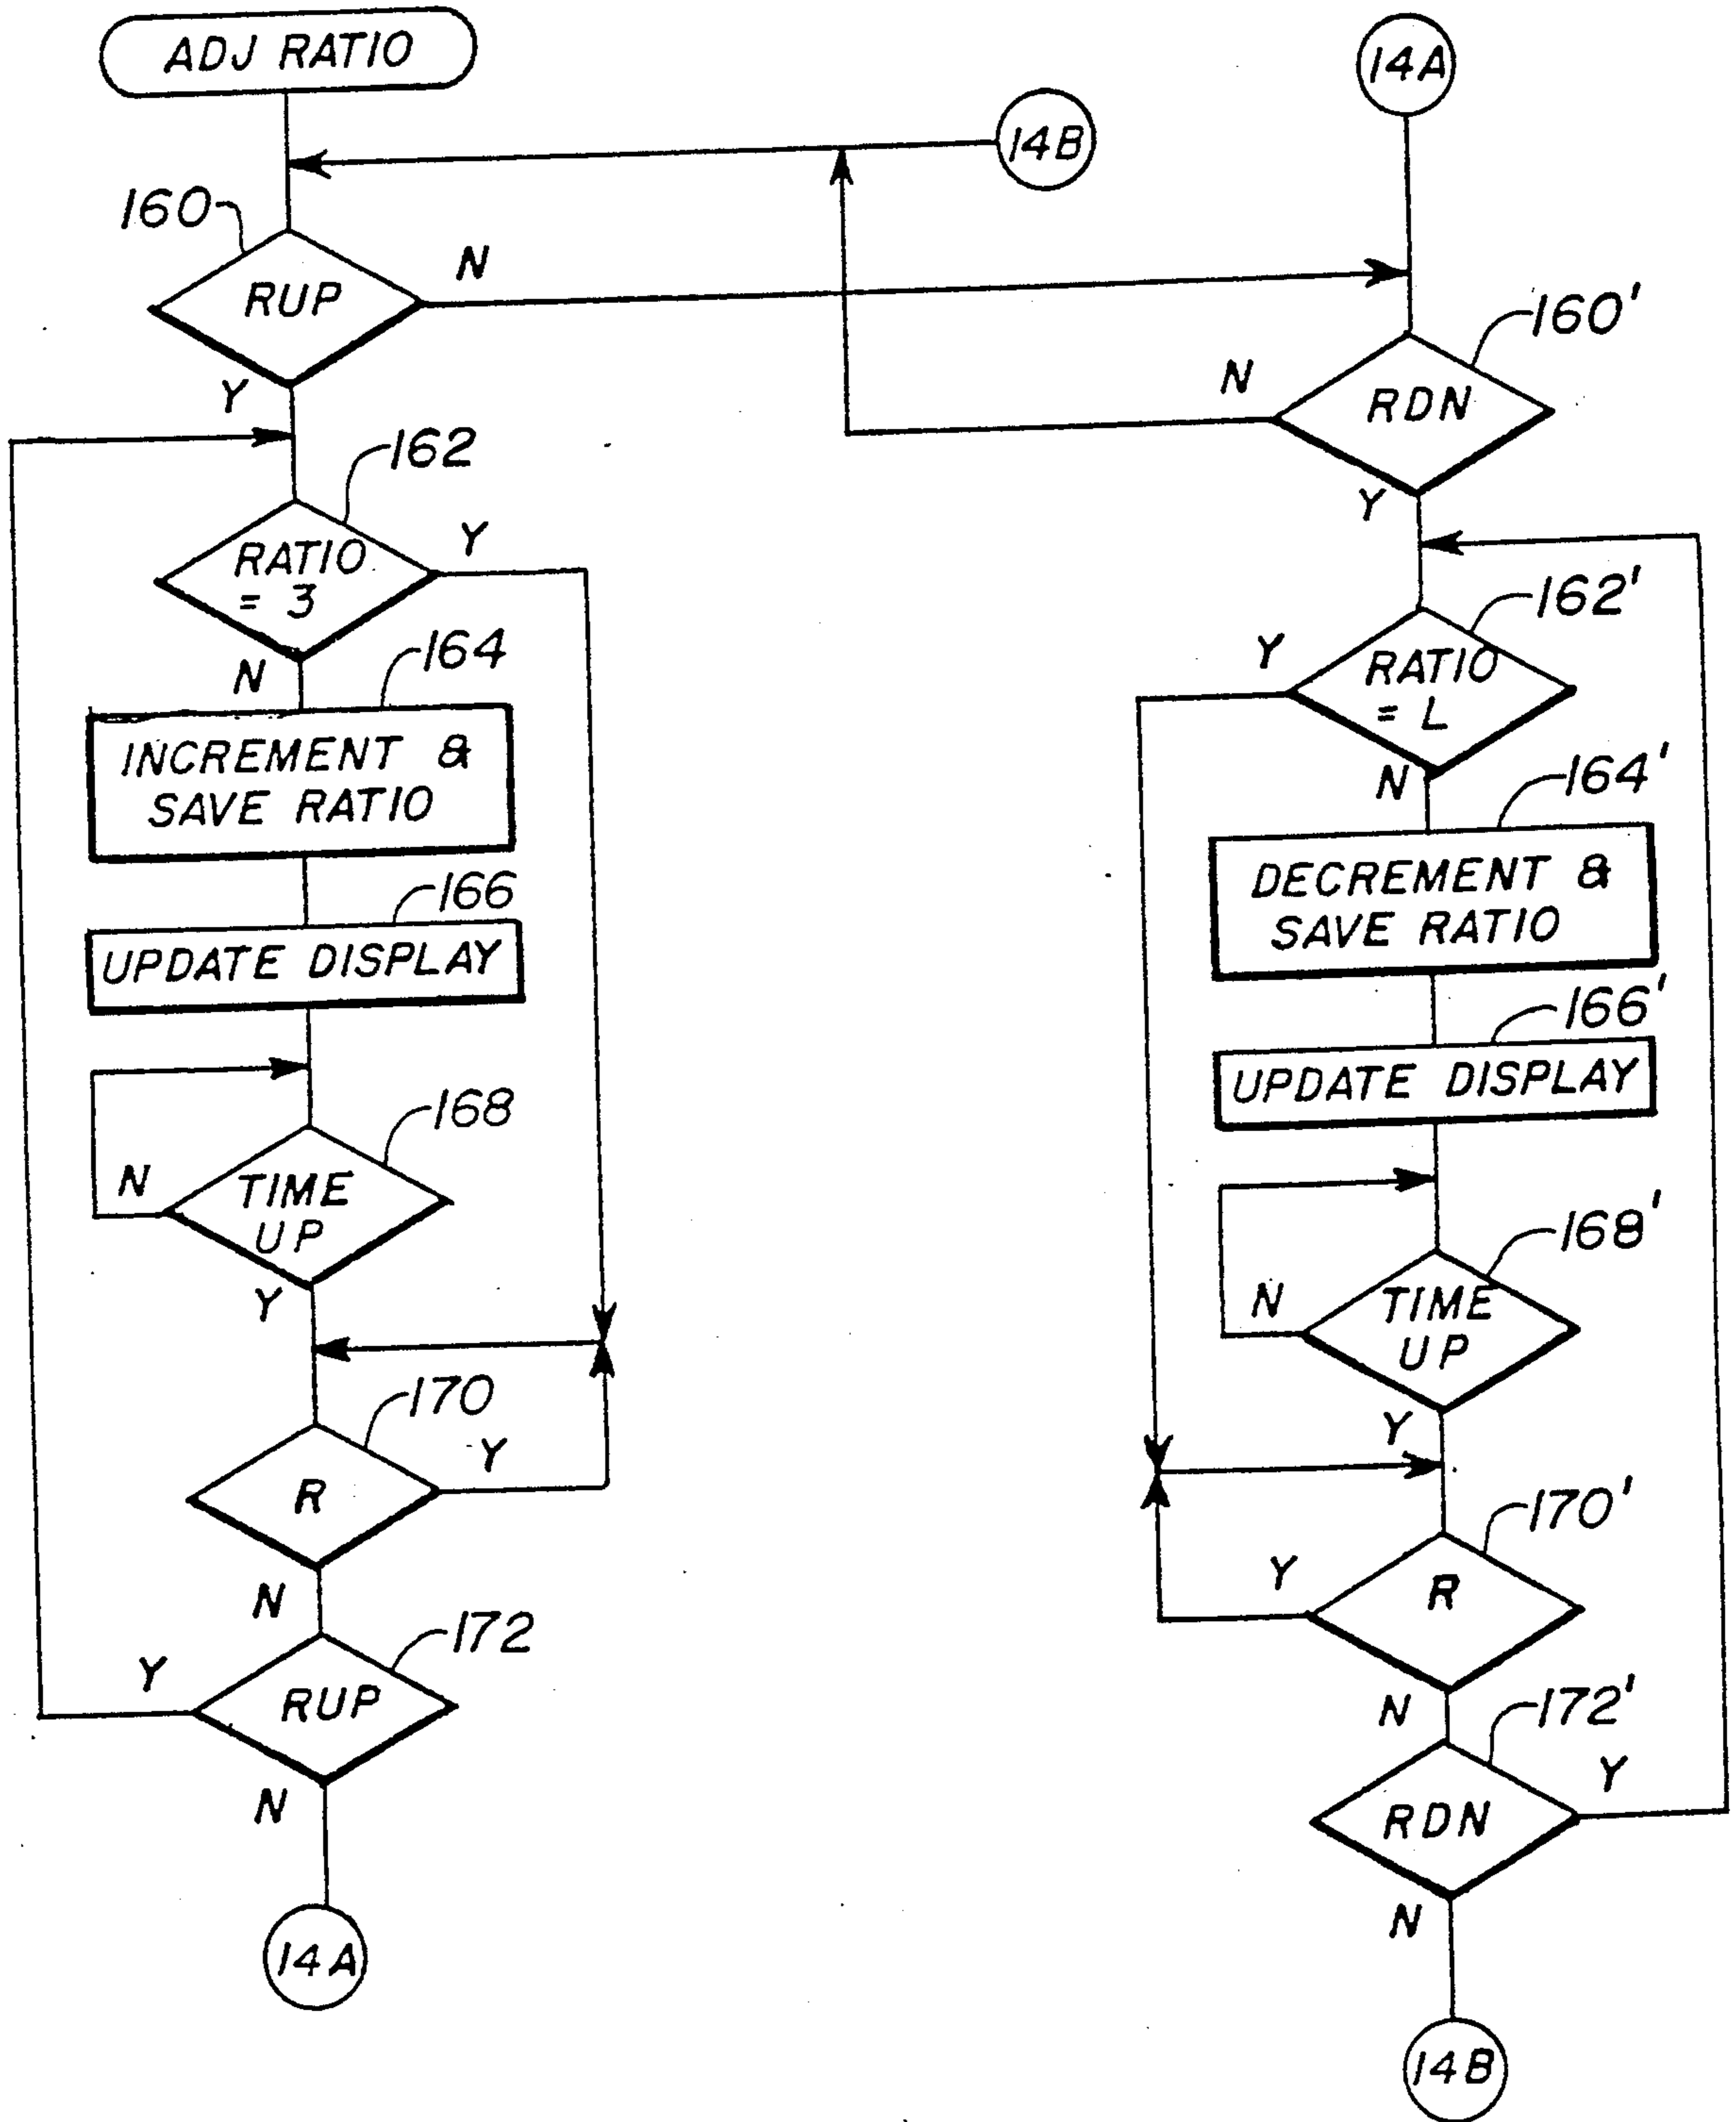 ADJ RATIO
14B
160
RUP
N
Y
162
RATIO
= 3
Y
N
164
INCREMENT &
SAVE RATIO
166
UPDATE DISPLAY
168
TIME
UP
N
Y
170
R
Y
N
172
RUP
Y
N
14A
14A
160'
RDN
N
Y
162'
RATIO
= L
Y
N
164'
DECREMENT &
SAVE RATIO
166'
UPDATE DISPLAY
168'
TIME
UP
N
Y
170'
R
Y
N
172'
RDN
Y
N
14B